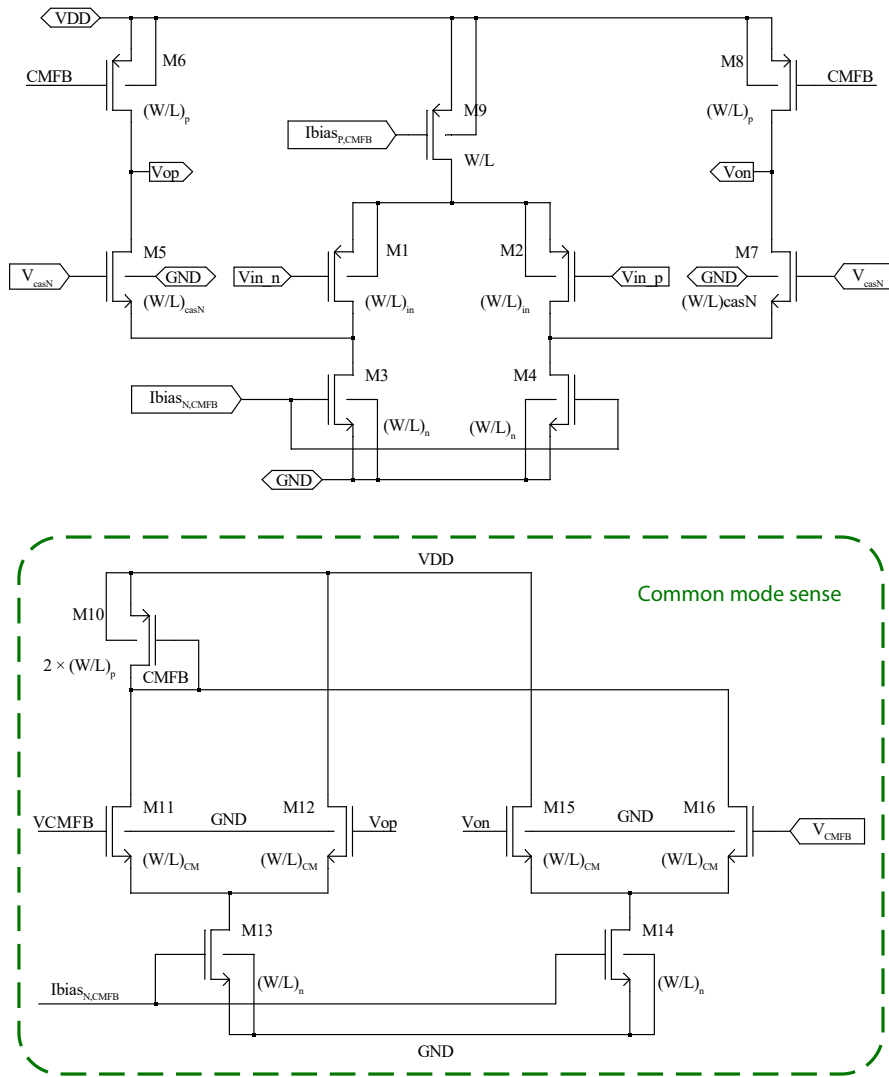 VDD
M6
M8
CMFB
CMFB
(W/L)p
M9
(W/L)p
IbiasP,CMFB
W/L
Vop
Von
M5
M1
M2
M7
VcasN
GND
Vin_n
Vin_p
GND
VcasN
(W/L)casN
(W/L)in
(W/L)in
(W/L)casN
M3
M4
IbiasN,CMFB
(W/L)n
(W/L)n
GND
VDD
Common mode sense
M10
2 × (W/L)p
CMFB
M11
M12
M15
M16
VCMFB
GND
Vop
Von
GND
VCMFB
(W/L)CM
(W/L)CM
(W/L)CM
(W/L)CM
M13
M14
IbiasN,CMFB
(W/L)n
(W/L)n
GND